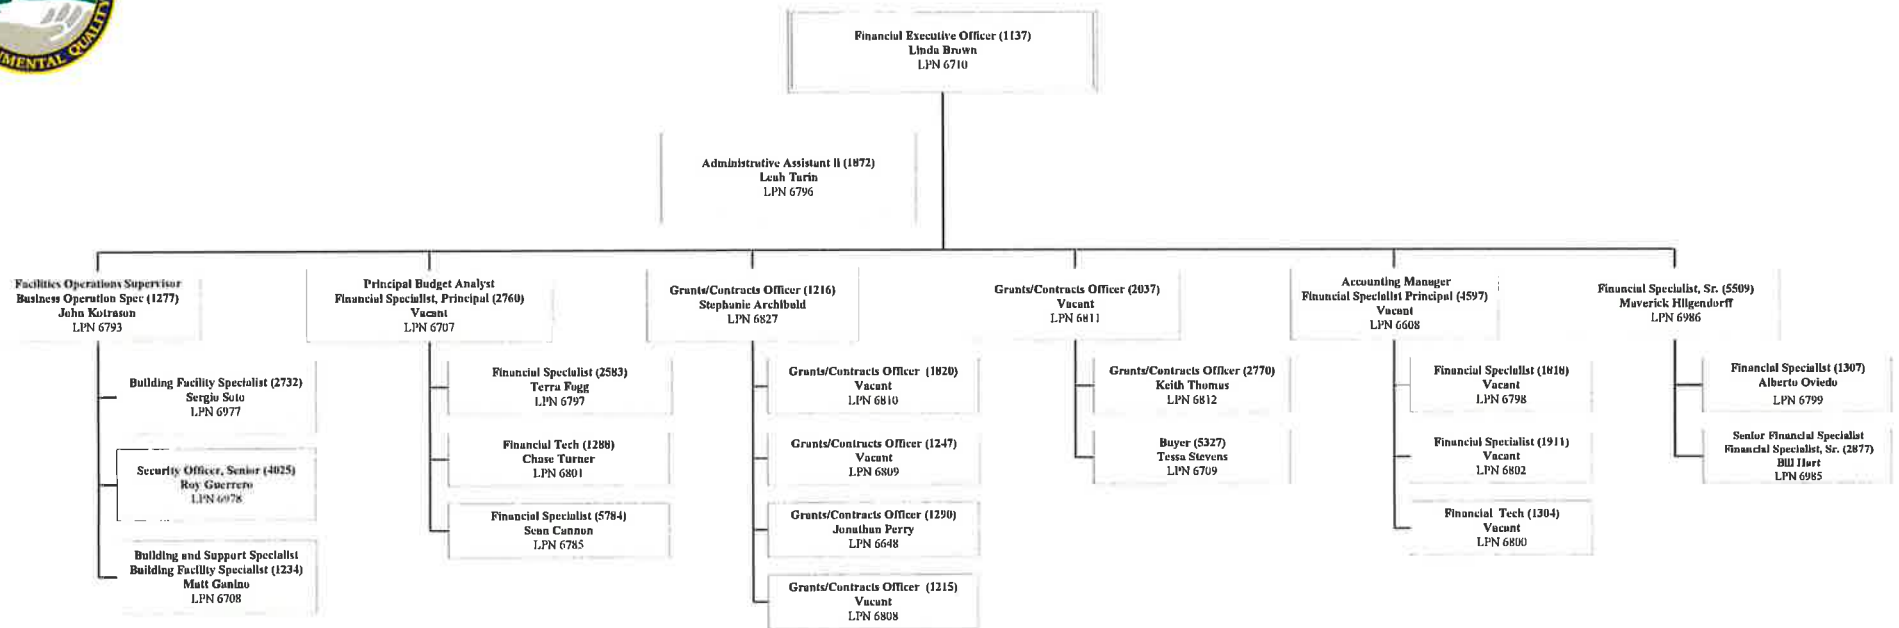 MENTAL QUALITY
Financial Executive Officer (1137)
Linda Brown
LPN 6710
Administrative Assistant II (1872)
Leah Tarin
LPN 6796
Facilities Operations Supervisor
Business Operation Spec (1277)
John Kotrason
LPN 6793
Principal Budget Analyst
Financial Specialist, Principal (2760)
Vacant
LPN 6707
Grants/Contracts Officer (1216)
Stephanie Archibald
LPN 6827
Grants/Contracts Officer (2037)
Vacant
LPN 6811
Accounting Manager
Financial Specialist Principal (4597)
Vacant
LPN 6608
Financial Specialist, Sr. (5509)
Maverick Hilgendorff
LPN 6986
Building Facility Specialist (2732)
Sergio Soto
LPN 6977
Security Officer, Senior (4025)
Roy Guerrero
LPN 6978
Building and Support Specialist
Building Facility Specialist (1234)
Matt Ganino
LPN 6708
Financial Specialist (2583)
Terra Fogg
LPN 6797
Financial Tech (1288)
Chase Turner
LPN 6801
Financial Specialist (5784)
Sean Cannon
LPN 6785
Grants/Contracts Officer (1820)
Vacant
LPN 6810
Grants/Contracts Officer (1247)
Vacant
LPN 6809
Grants/Contracts Officer (1290)
Jonathan Perry
LPN 6648
Grants/Contracts Officer (1215)
Vacant
LPN 6808
Grants/Contracts Officer (2770)
Keith Thomas
LPN 6812
Buyer (5327)
Tessa Stevens
LPN 6709
Financial Specialist (1818)
Vacant
LPN 6798
Financial Specialist (1911)
Vacant
LPN 6802
Financial Tech (1304)
Vacant
LPN 6800
Financial Specialist (1307)
Alberto Oviedo
LPN 6799
Senior Financial Specialist
Financial Specialist, Sr. (2877)
Bill Hart
LPN 6985